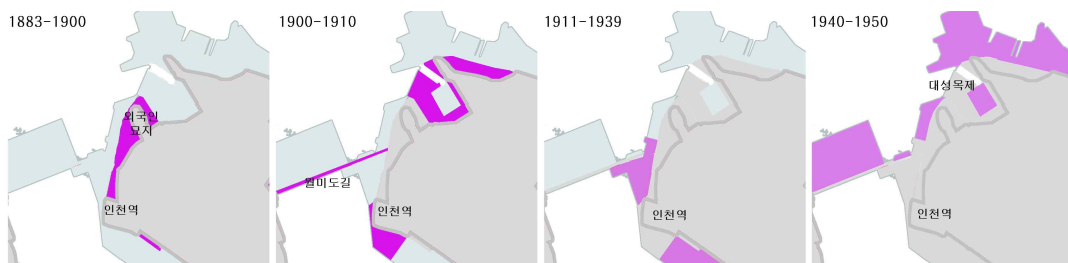 1883-1900
외국인
묘지
인천역
1900-1910
월미도길
인천역
1911-1939
인천역
1940-1950
대성목제
인천역